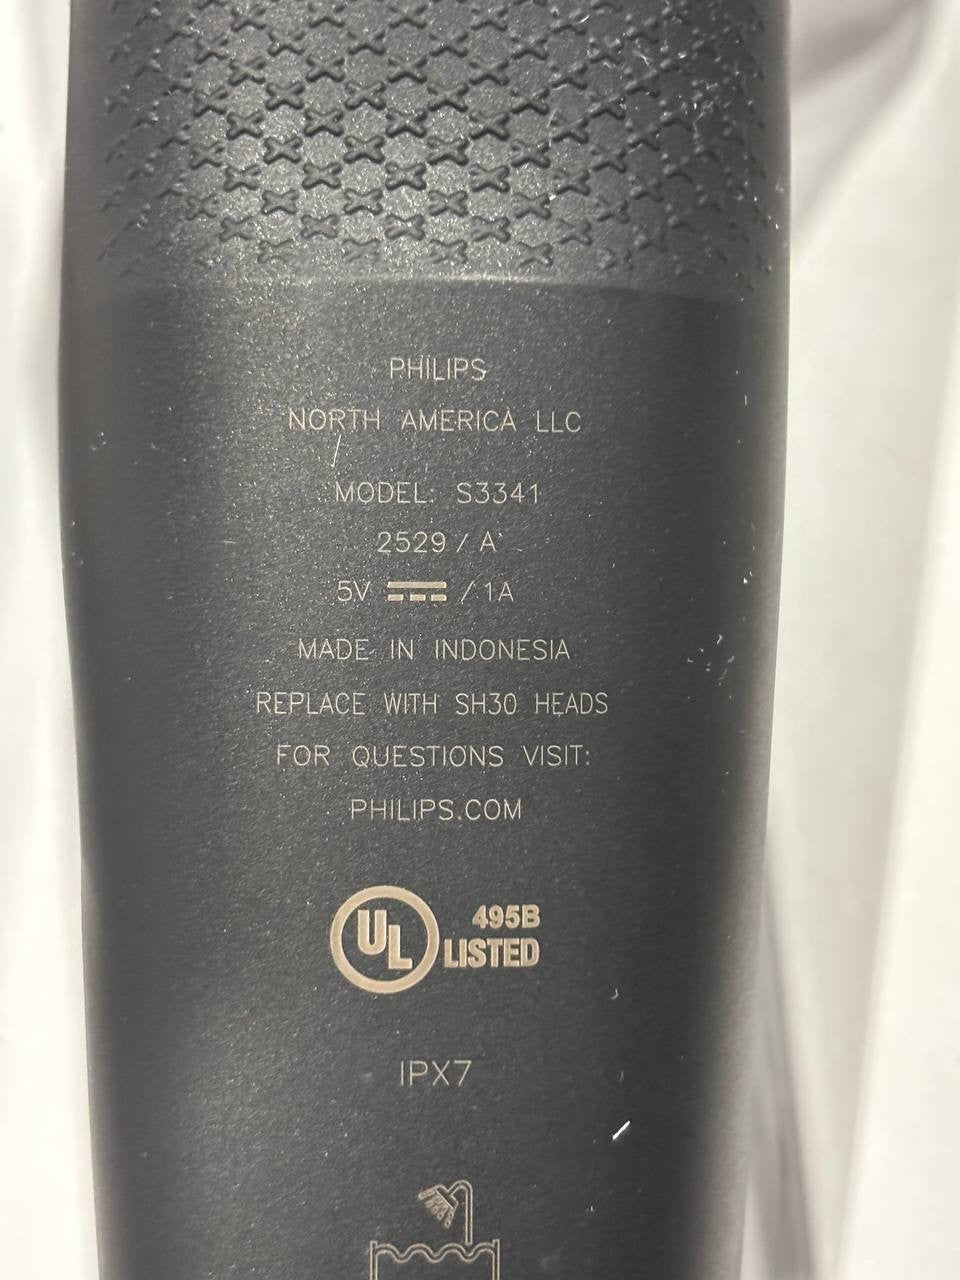 PHILIPS
NORTH AMERICA LLC
MODEL: S3341
2529 / A
5V ⎓ / 1A
MADE IN INDONESIA
REPLACE WITH SH30 HEADS
FOR QUESTIONS VISIT:
PHILIPS.COM
UL 495B
LISTED
IPX7